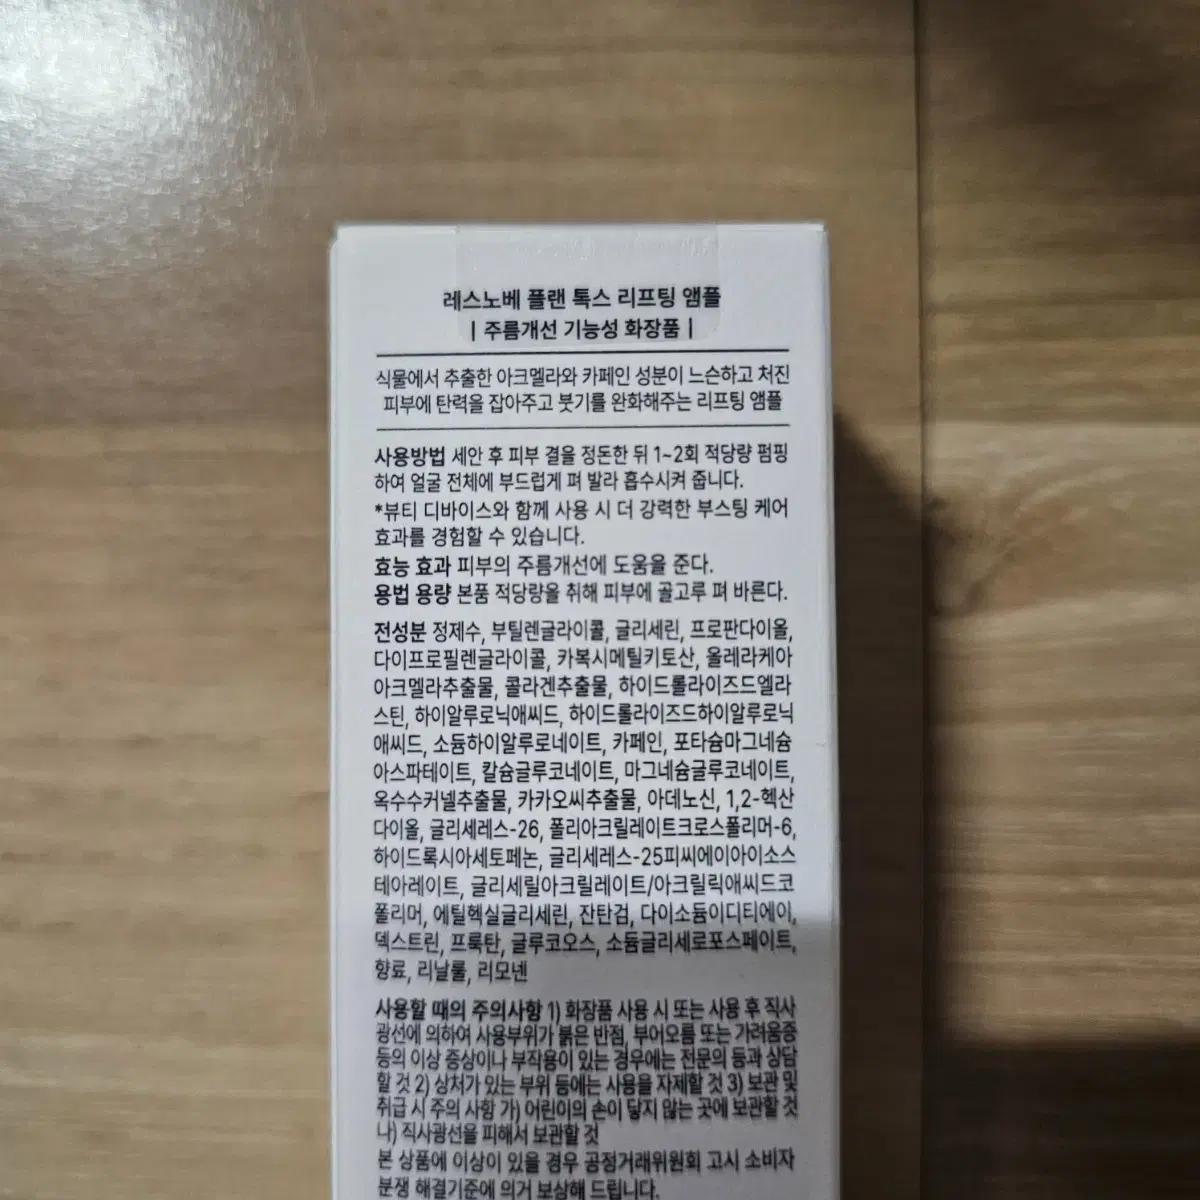 레스노베 플랜 톡스 리프팅 앰플
| 주름개선 기능성 화장품 |
식물에서 추출한 아크멜라와 카페인 성분이 느슨하고 처진
피부에 탄력을 잡아주고 붓기를 완화해주는 리프팅 앰플
사용방법 세안 후 피부 결을 정돈한 뒤 1~2회 적당량 펌핑
하여 얼굴 전체에 부드럽게 펴 발라 흡수시켜 줍니다.
*뷰티 디바이스와 함께 사용 시 더 강력한 부스팅 케어
효과를 경험할 수 있습니다.
효능 효과 피부의 주름개선에 도움을 준다.
용법 용량 본품 적당량을 취해 피부에 골고루 펴 바른다.
전성분 정제수, 부틸렌글라이콜, 글리세린, 프로판다이올,
다이프로필렌글라이콜, 카복시메틸키토산, 올레라케아
아크멜라추출물, 콜라겐추출물, 하이드롤라이즈드엘라
스틴, 하이알루로닉애씨드, 하이드롤라이즈드하이알루로닉
애씨드, 소듐하이알루로네이트, 카페인, 포타슘마그네슘
아스파테이트, 칼슘글루코네이트, 마그네슘글루코네이트,
옥수수커넬추출물, 카카오씨추출물, 아데노신, 1,2-헥산
다이올, 글리세레스-26, 폴리아크릴레이트크로스폴리머-6,
하이드록시아세토페논, 글리세레스-25피씨에이아이소스
테아레이트, 글리세릴아크릴레이트/아크릴릭애씨드코
폴리머, 에틸헥실글리세린, 잔탄검, 다이소듐이디티에이,
덱스트린, 프룩탄, 글루코오스, 소듐글리세로포스페이트,
향료, 리날룰, 리모넨
사용할 때의 주의사항 1) 화장품 사용 시 또는 사용 후 직사
광선에 의하여 사용부위가 붉은 반점, 부어오름 또는 가려움증
등의 이상 증상이나 부작용이 있는 경우에는 전문의 등과 상담
할 것 2) 상처가 있는 부위 등에는 사용을 자제할 것 3) 보관 및
취급 시 주의 사항 가) 어린이의 손이 닿지 않는 곳에 보관할 것
나) 직사광선을 피해서 보관할 것
본 상품에 이상이 있을 경우 공정거래위원회 고시 소비자
분쟁 해결기준에 의거 보상해 드립니다.